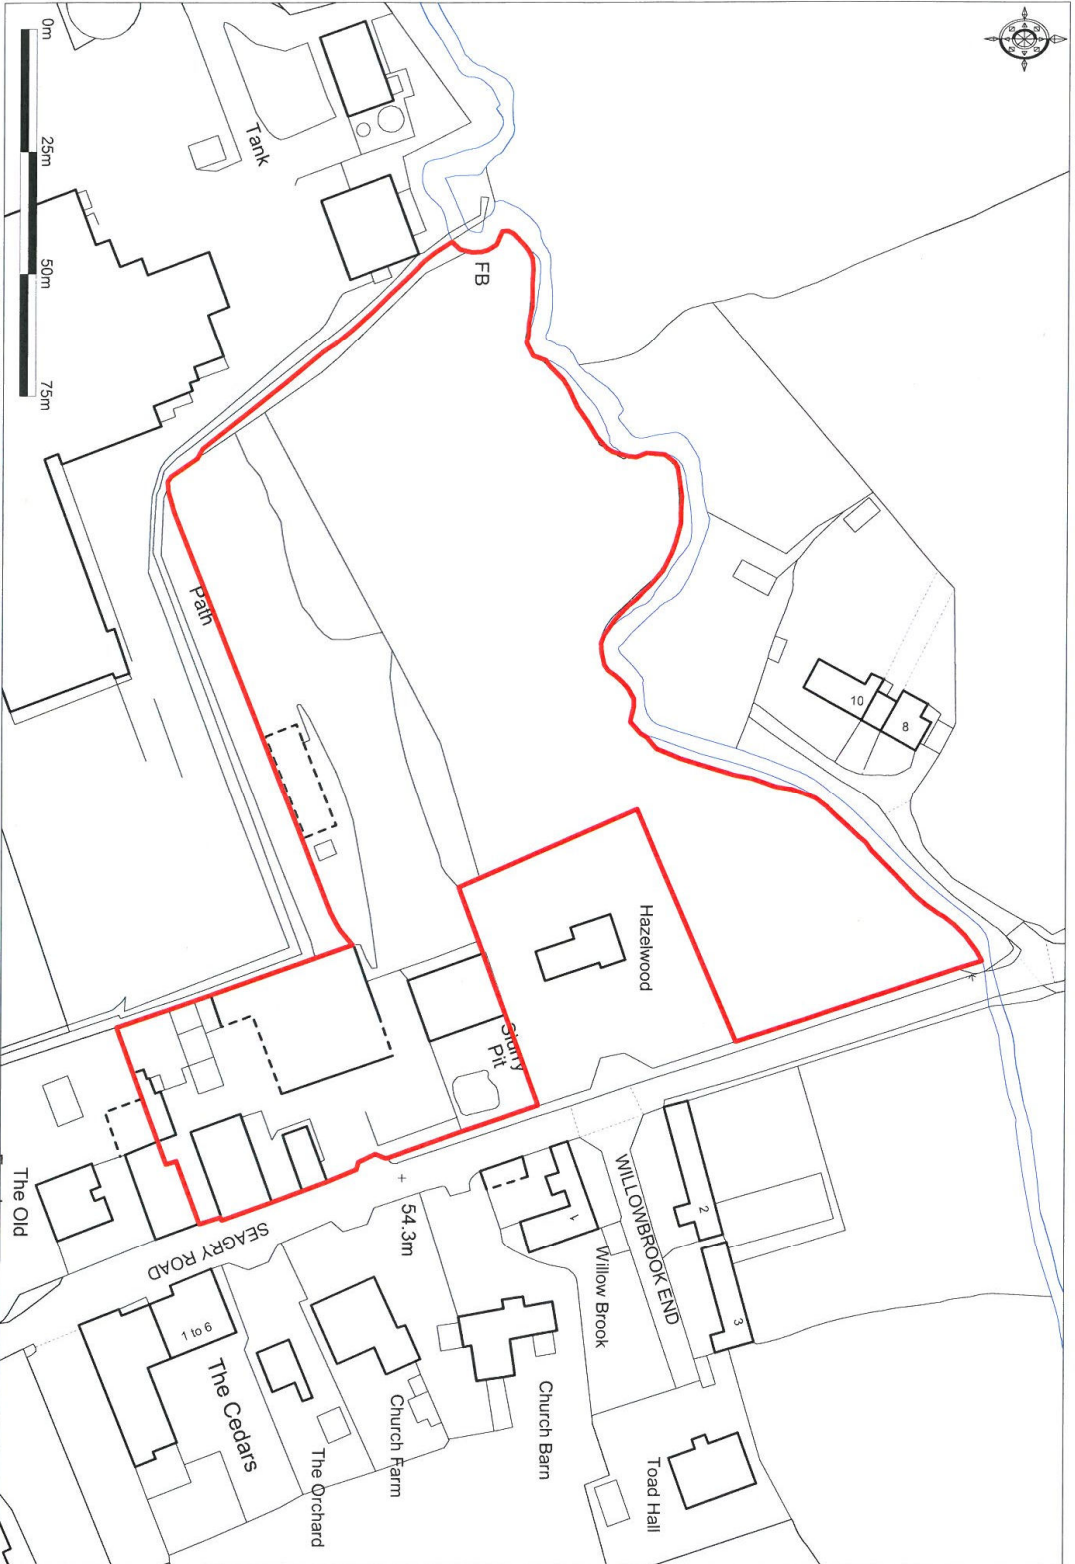 0m
25m
50m
75m
Tank
FB
Path
10
8
Hazelwood
Slurry
Pit
54.3m
SEAGRY ROAD
WILLOWBROOK END
1
2
3
Willow Brook
Church Barn
Toad Hall
Church Farm
The Orchard
1 to 6
The Cedars
The Old